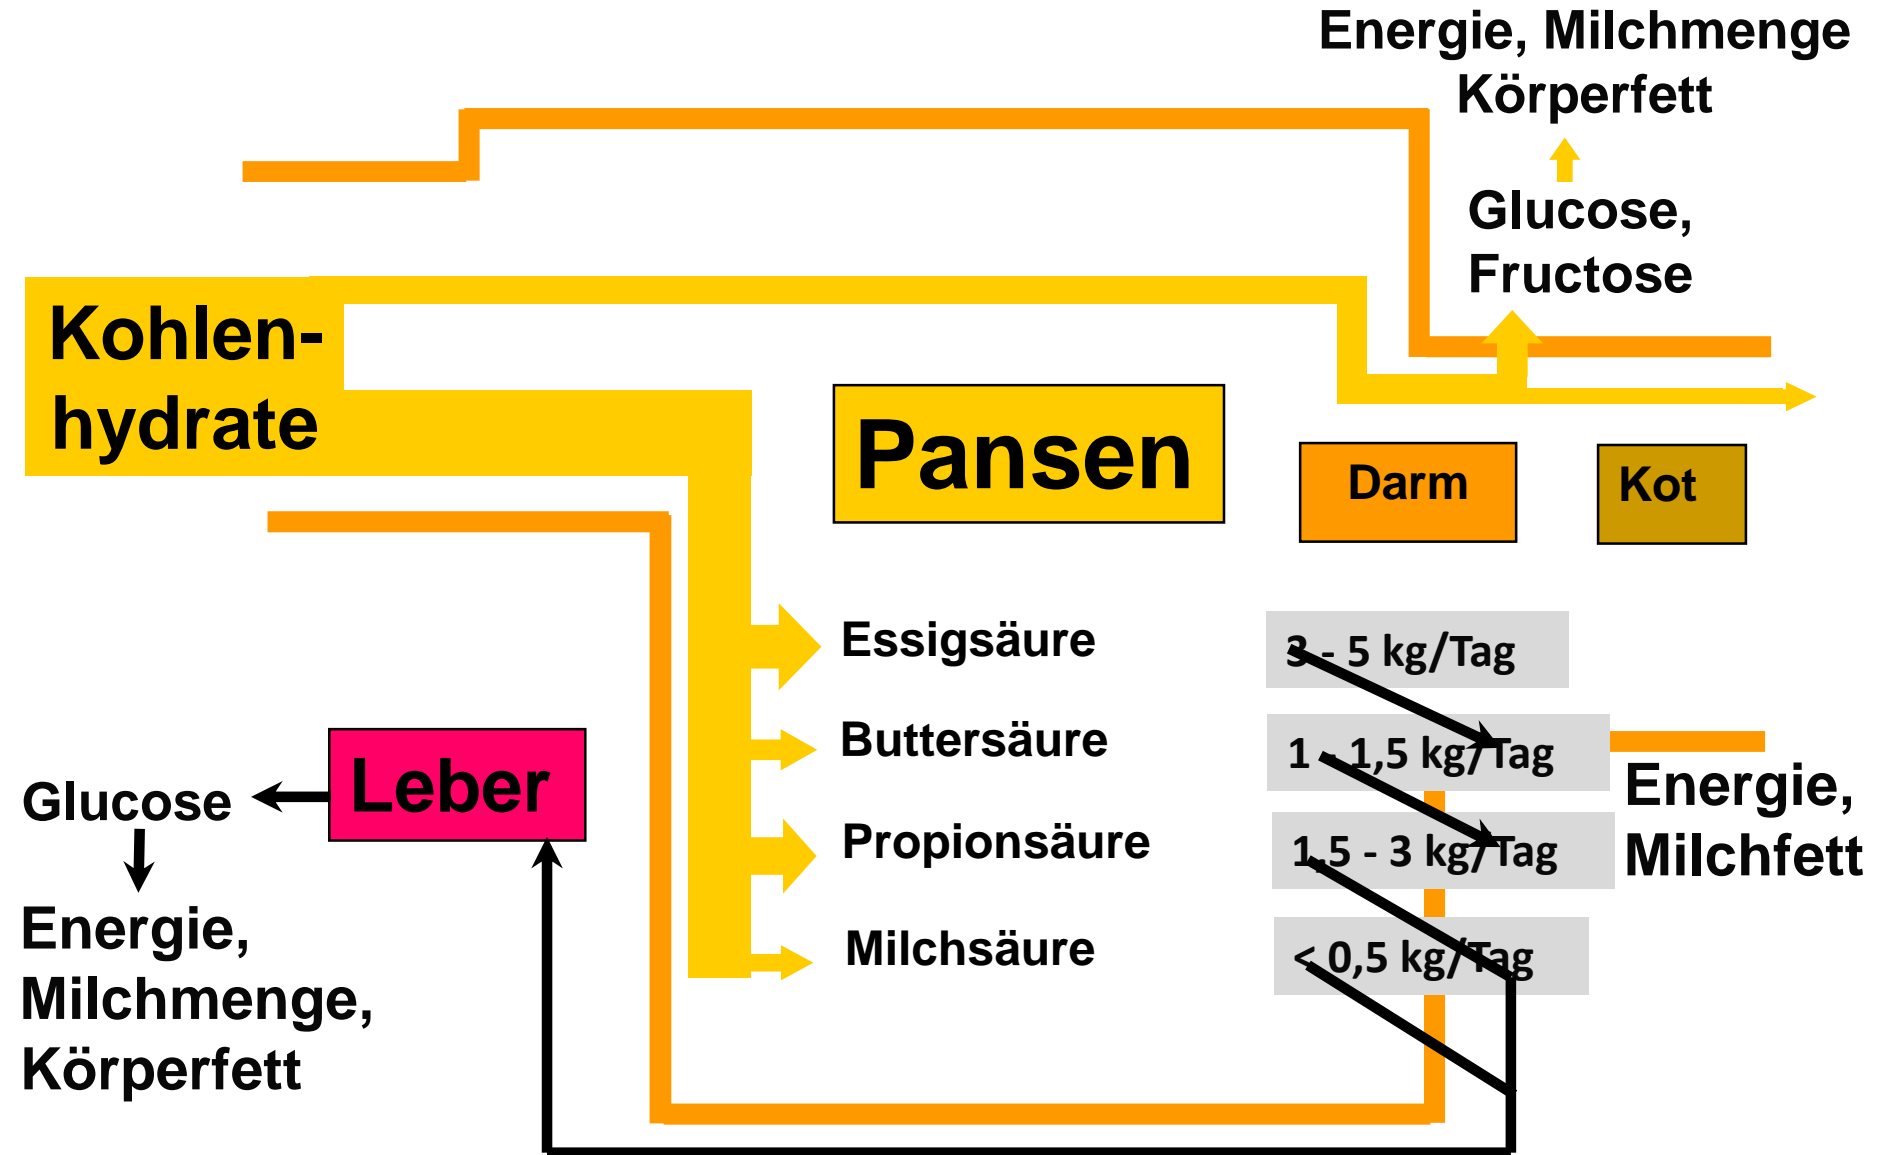 Energie, Milchmenge
Körperfett
Glucose,
Fructose
Kohlen-
hydrate
Pansen
Darm
Kot
Essigsäure
3 - 5 kg/Tag
Buttersäure
1 - 1,5 kg/Tag
Propionsäure
1,5 - 3 kg/Tag
Milchsäure
< 0,5 kg/Tag
Energie,
Milchfett
Leber
Glucose
Energie,
Milchmenge,
Körperfett